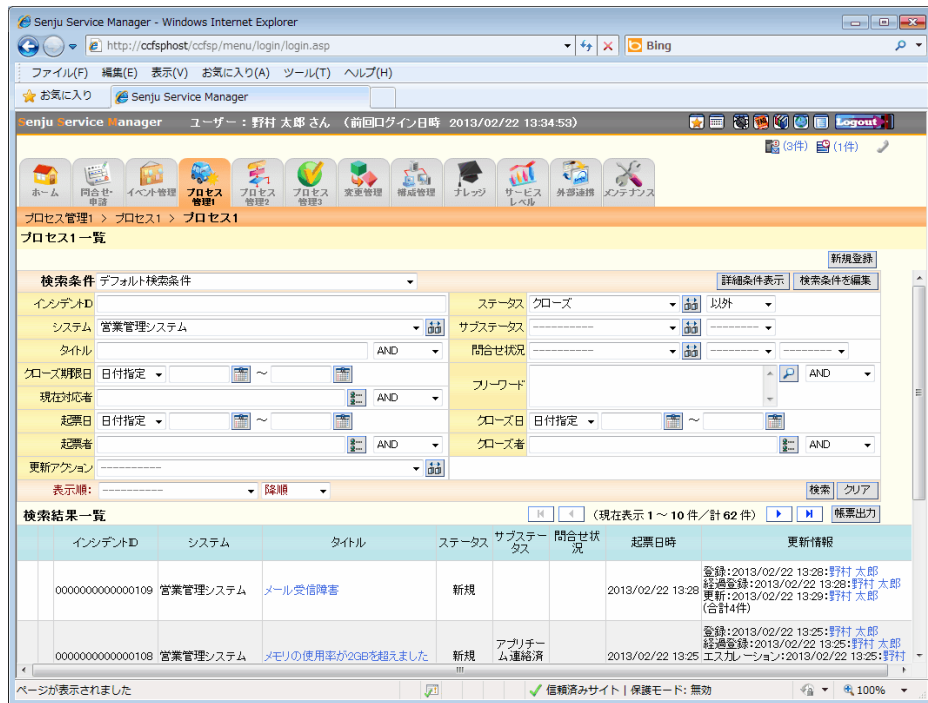 Senju Service Manager - Windows Internet Explorer
http://ccfsphost/ccfsp/menu/login/login.asp
Bing
ファイル(F) 編集(E) 表示(V) お気に入り(A) ツール(T) ヘルプ(H)
お気に入り Senju Service Manager
Senju Service Manager ユーザー：野村 太郎 さん （前回ログイン日時 2013/02/22 13:34:53） Logout
(3件) (1件)
ホーム 問合せ・申請 イベント管理 プロセス管理1 プロセス管理2 プロセス管理3 変更管理 構成管理 ナレッジ サービスレベル 外部連携 メンテナンス
プロセス管理1 > プロセス1 > プロセス1
プロセス1一覧
新規登録
検索条件 デフォルト検索条件 詳細条件表示 検索条件を編集
インシデントID ステータス クローズ 以外
システム 営業管理システム サブステータス ---------- --------
タイトル AND 問合せ状況 ---------- -------- --------
クローズ期限日 日付指定 ～ フリーワード AND
現在対応者 AND
起票日 日付指定 ～ クローズ日 日付指定 ～
起票者 AND クローズ者 AND
更新アクション ----------
表示順: ---------- 降順 検索 クリア
検索結果一覧 (現在表示 1 ～ 10 件／計 62 件) 帳票出力
インシデントID システム タイトル ステータス サブステータス 問合せ状況 起票日時 更新情報
000000000000109 営業管理システム メール受信障害 新規 2013/02/22 13:28 登録:2013/02/22 13:28:野村 太郎
経過登録:2013/02/22 13:28:野村 太郎
更新:2013/02/22 13:29:野村 太郎
(合計4件)
000000000000108 営業管理システム メモリの使用率が2GBを超えました 新規 アプリチーム連絡済 2013/02/22 13:25 登録:2013/02/22 13:25:野村 太郎
経過登録:2013/02/22 13:25:野村 太郎
エスカレーション:2013/02/22 13:25:野村
ページが表示されました 信頼済みサイト | 保護モード: 無効 100%